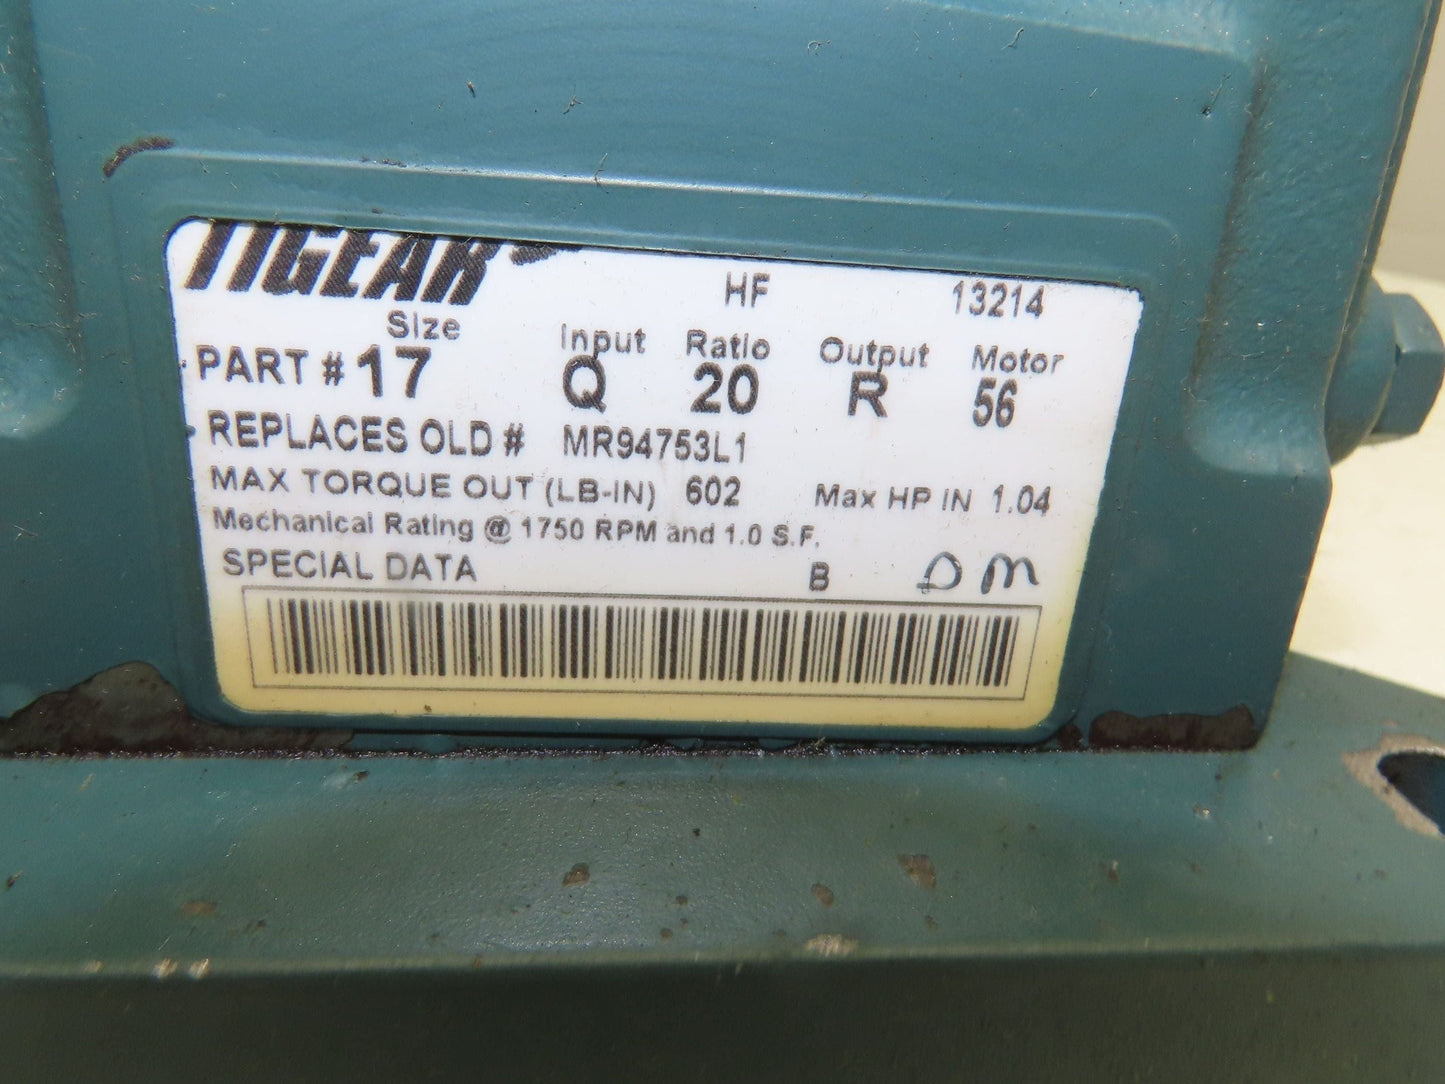 TIGEAR
HF 13214
Size Input Ratio Output Motor
PART # 17 Q 20 R 56
REPLACES OLD # MR94753L1
MAX TORQUE OUT (LB-IN) 602 Max HP IN 1.04
Mechanical Rating @ 1750 RPM and 1.0 S.F.
SPECIAL DATA B DM